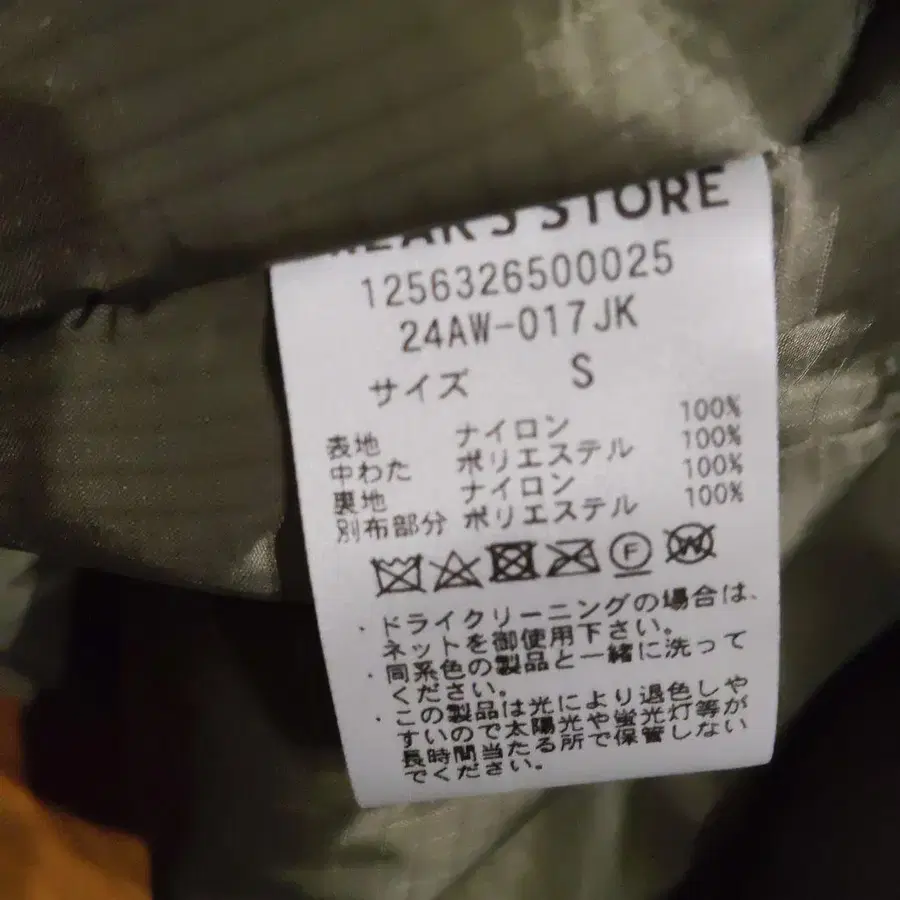 STORE
1256326500025
24AW-017JK
サイズ S
表地 ナイロン 100%
中わた ポリエステル 100%
裏地 ナイロン 100%
別布部分 ポリエステル 100%
F W
・ドライクリーニングの場合は、
ネットを御使用下さい。
・同系色の製品と一緒に洗って
ください。
・この製品は光により退色しや
すいので太陽光や蛍光灯等が
長時間当たる所で保管しない
でください。